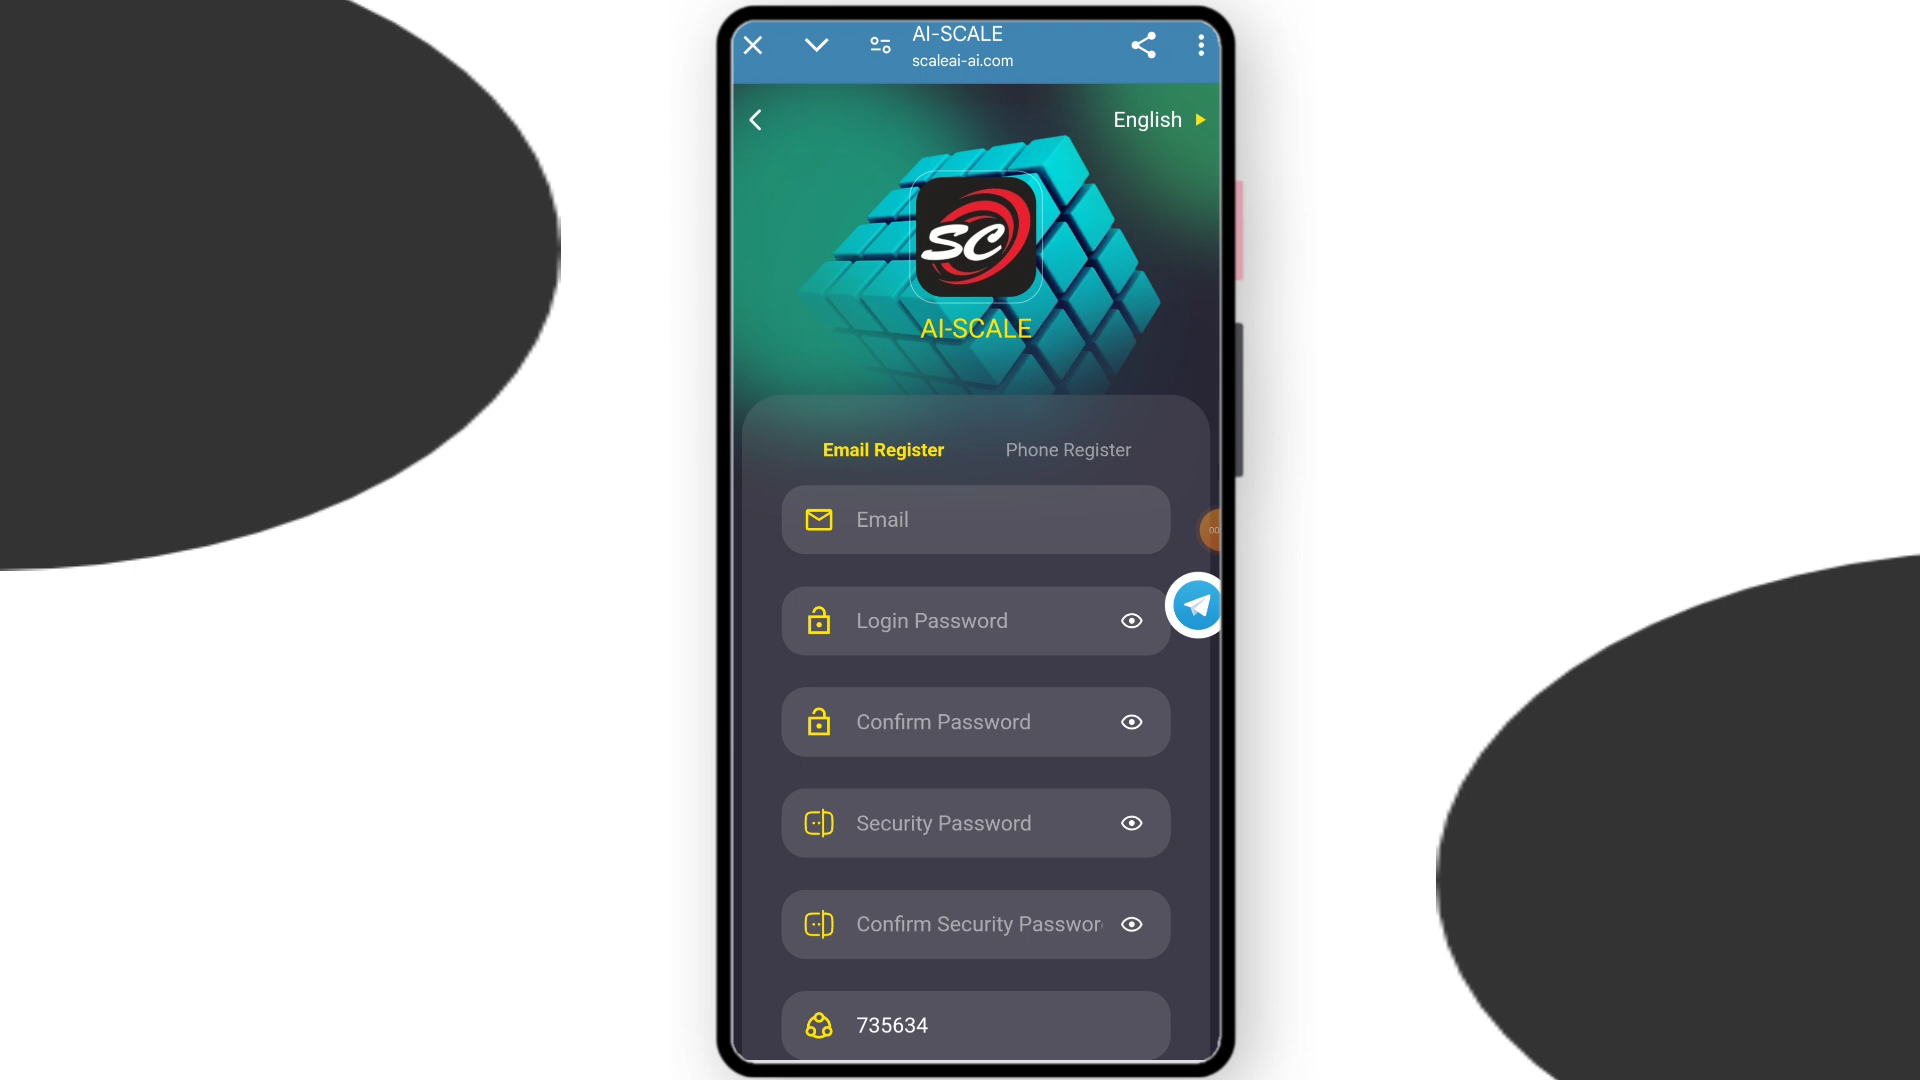 AI-SCALE
scaleai-ai.com
English
SC
AI-SCALE
Email Register
Phone Register
Email
00
Login Password
Confirm Password
Security Password
Confirm Security Passwor
735634